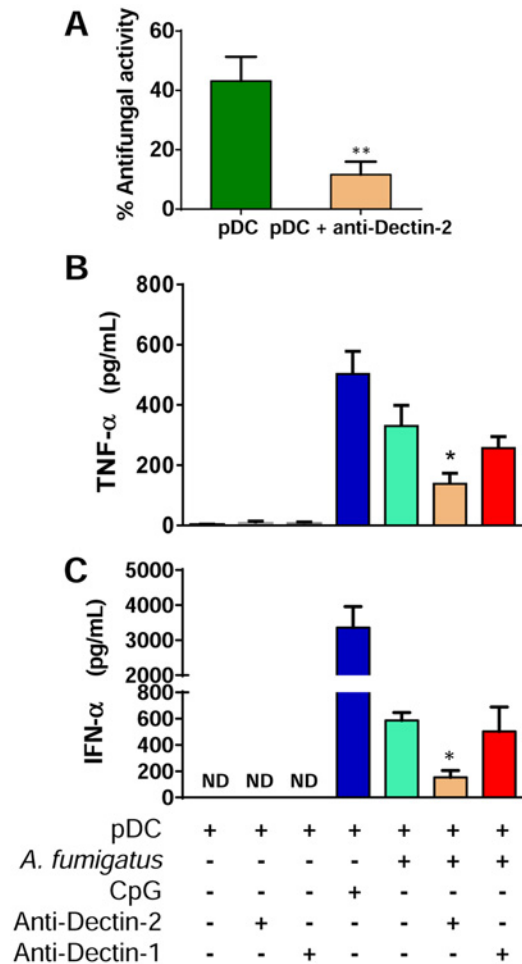 A
% Antifungal activity
60
40
20
0
**
pDC pDC + anti-Dectin-2
B
TNF-α (pg/mL)
800
600
400
200
0
*
C
IFN-α (pg/mL)
5000
4000
3000
2000
800
600
400
200
0
ND ND ND
*
pDC + + + + + + +
A. fumigatus - - - - + + +
CpG - - - + - - -
Anti-Dectin-2 - + - - - + -
Anti-Dectin-1 - - + - - - +